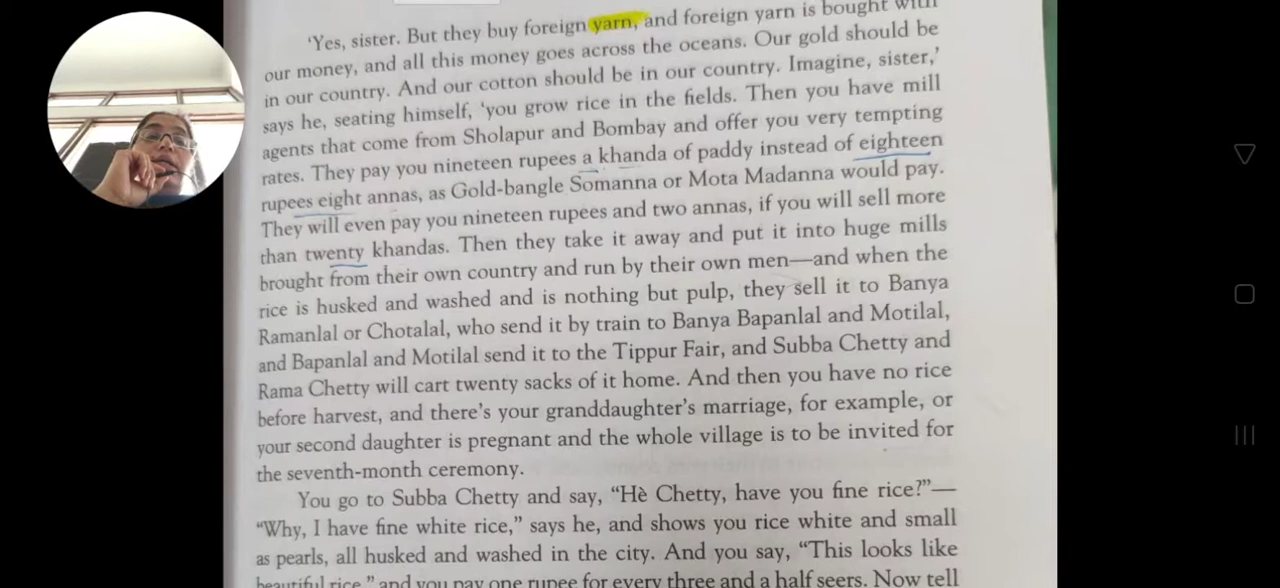 'Yes, sister. But they buy foreign yarn, and foreign yarn is bought with
our money, and all this money goes across the oceans. Our gold should be
in our country. And our cotton should be in our country. Imagine, sister,'
says he, seating himself, 'you grow rice in the fields. Then you have mill
agents that come from Sholapur and Bombay and offer you very tempting
rates. They pay you nineteen rupees a khanda of paddy instead of eighteen
rupees eight annas, as Gold-bangle Somanna or Mota Madanna would pay.
They will even pay you nineteen rupees and two annas, if you will sell more
than twenty khandas. Then they take it away and put it into huge mills
brought from their own country and run by their own men—and when the
rice is husked and washed and is nothing but pulp, they sell it to Banya
Ramanlal or Chotalal, who send it by train to Banya Bapanlal and Motilal,
and Bapanlal and Motilal send it to the Tippur Fair, and Subba Chetty and
Rama Chetty will cart twenty sacks of it home. And then you have no rice
before harvest, and there's your granddaughter's marriage, for example, or
your second daughter is pregnant and the whole village is to be invited for
the seventh-month ceremony.
You go to Subba Chetty and say, "Hè Chetty, have you fine rice?"—
"Why, I have fine white rice," says he, and shows you rice white and small
as pearls, all husked and washed in the city. And you say, "This looks like
beautiful rice," and you pay one rupee for every three and a half seers. Now tell